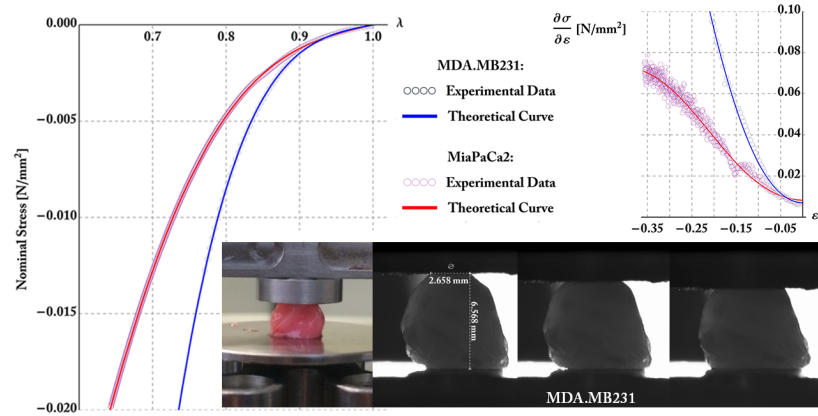 0.000
0.7
0.8
0.9
1.0
λ
−0.005
−0.010
−0.015
−0.020
Nominal Stress [N/mm²]
MDA.MB231:
Experimental Data
Theoretical Curve
MiaPaCa2:
Experimental Data
Theoretical Curve
∂σ
∂ε
[N/mm²]
0.10
0.08
0.06
0.04
0.02
−0.35
−0.25
−0.15
−0.05
ε
∅
2.658 mm
6.568 mm
MDA.MB231